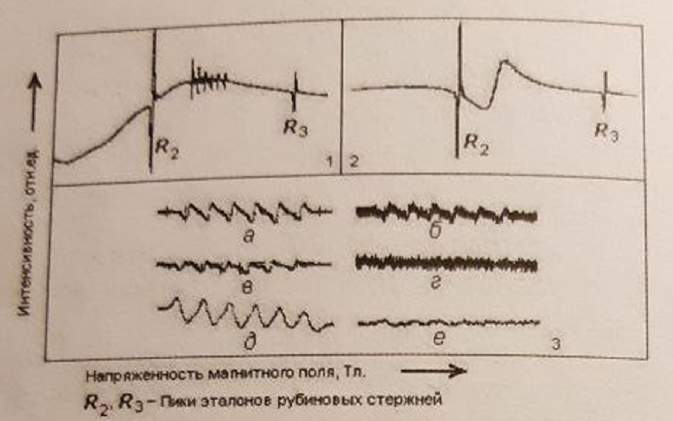 Интенсивность, отн.ед.
R2
R3
1
2
R2
R3
а
б
в
г
д
е
3
Напряженность магнитного поля, Тл.
R2, R3 – Пики эталонов рубиновых стержней